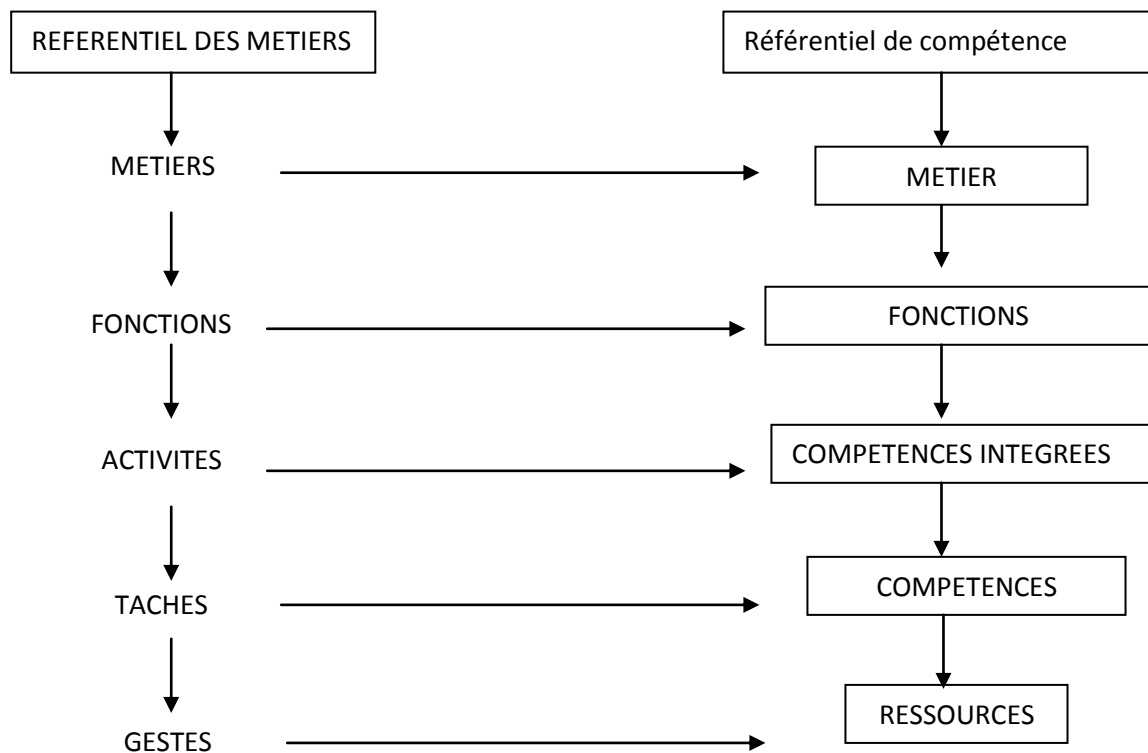 REFERENTIEL DES METIERS
Référentiel de compétence
METIERS
METIER
FONCTIONS
FONCTIONS
ACTIVITES
COMPETENCES INTEGREES
TACHES
COMPETENCES
GESTES
RESSOURCES